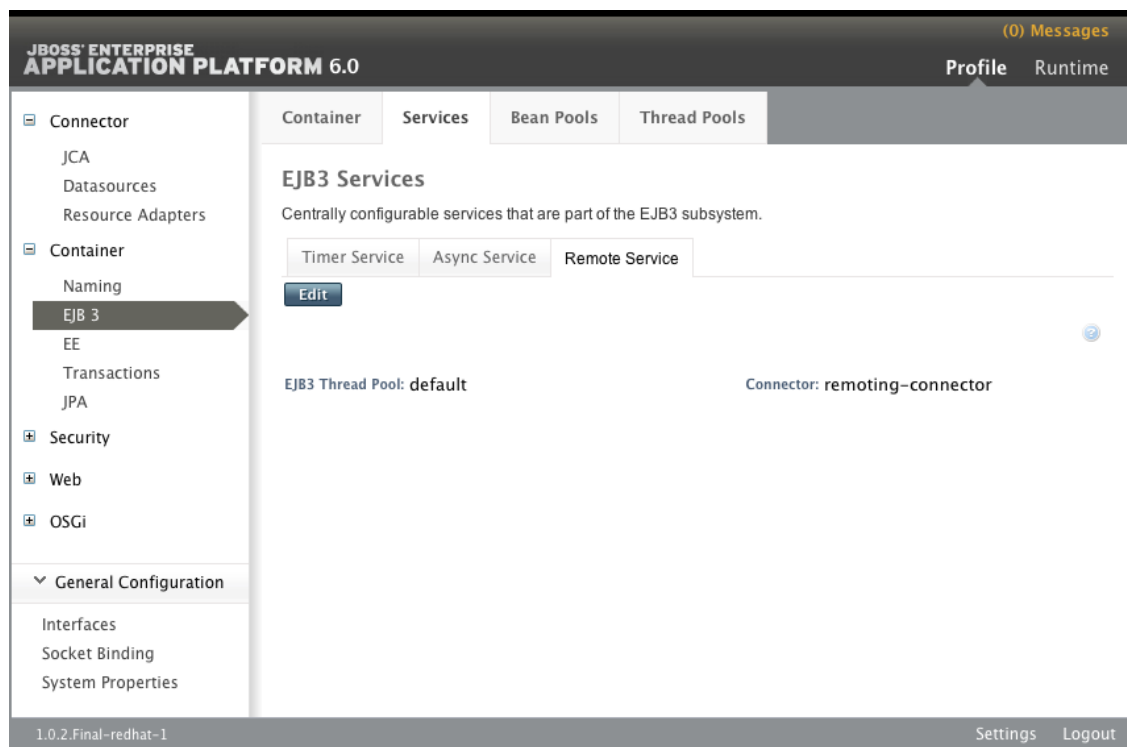 (0) Messages
JBOSS' ENTERPRISE
APPLICATION PLATFORM 6.0
Profile Runtime
Connector
JCA
Datasources
Resource Adapters
Container
Naming
EJB 3
EE
Transactions
JPA
Security
Web
OSGi
General Configuration
Interfaces
Socket Binding
System Properties
Container Services Bean Pools Thread Pools
EJB3 Services
Centrally configurable services that are part of the EJB3 subsystem.
Timer Service Async Service Remote Service
Edit
?
EJB3 Thread Pool: default Connector: remoting-connector
1.0.2.Final-redhat-1 Settings Logout